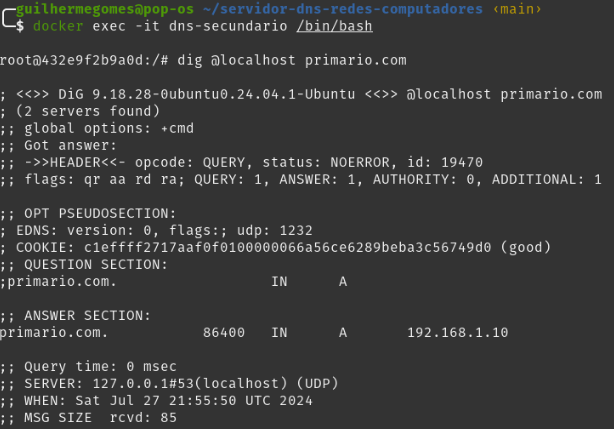 guilhermegomes@pop-os ~/servidor-dns-redes-computadores ‹main›
$ docker exec -it dns-secundario /bin/bash
root@432e9f2b9a0d:/# dig @localhost primario.com
; <<>> DiG 9.18.28-0ubuntu0.24.04.1-Ubuntu <<>> @localhost primario.com
; (2 servers found)
;; global options: +cmd
;; Got answer:
;; ->>HEADER<<- opcode: QUERY, status: NOERROR, id: 19470
;; flags: qr aa rd ra; QUERY: 1, ANSWER: 1, AUTHORITY: 0, ADDITIONAL: 1
;; OPT PSEUDOSECTION:
; EDNS: version: 0, flags:; udp: 1232
; COOKIE: c1effff2717aaf0f0100000066a56ce6289beba3c56749d0 (good)
;; QUESTION SECTION:
;primario.com. IN A
;; ANSWER SECTION:
primario.com. 86400 IN A 192.168.1.10
;; Query time: 0 msec
;; SERVER: 127.0.0.1#53(localhost) (UDP)
;; WHEN: Sat Jul 27 21:55:50 UTC 2024
;; MSG SIZE rcvd: 85